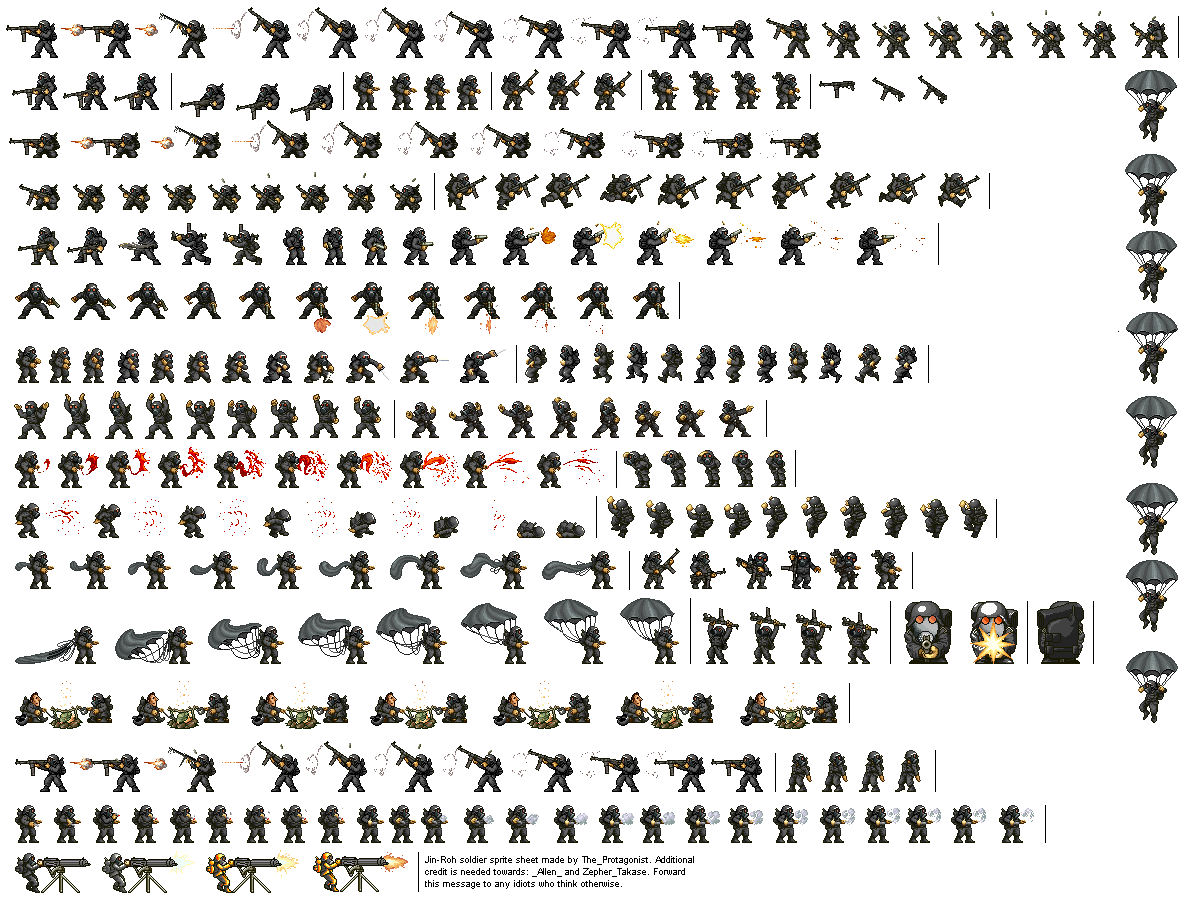 Jin-Roh soldier sprite sheet made by The_Protagonist. Additional
credit is needed towards: _Allen_ and Zepher_Takase. Forward
this message to any idiots who think otherwise.